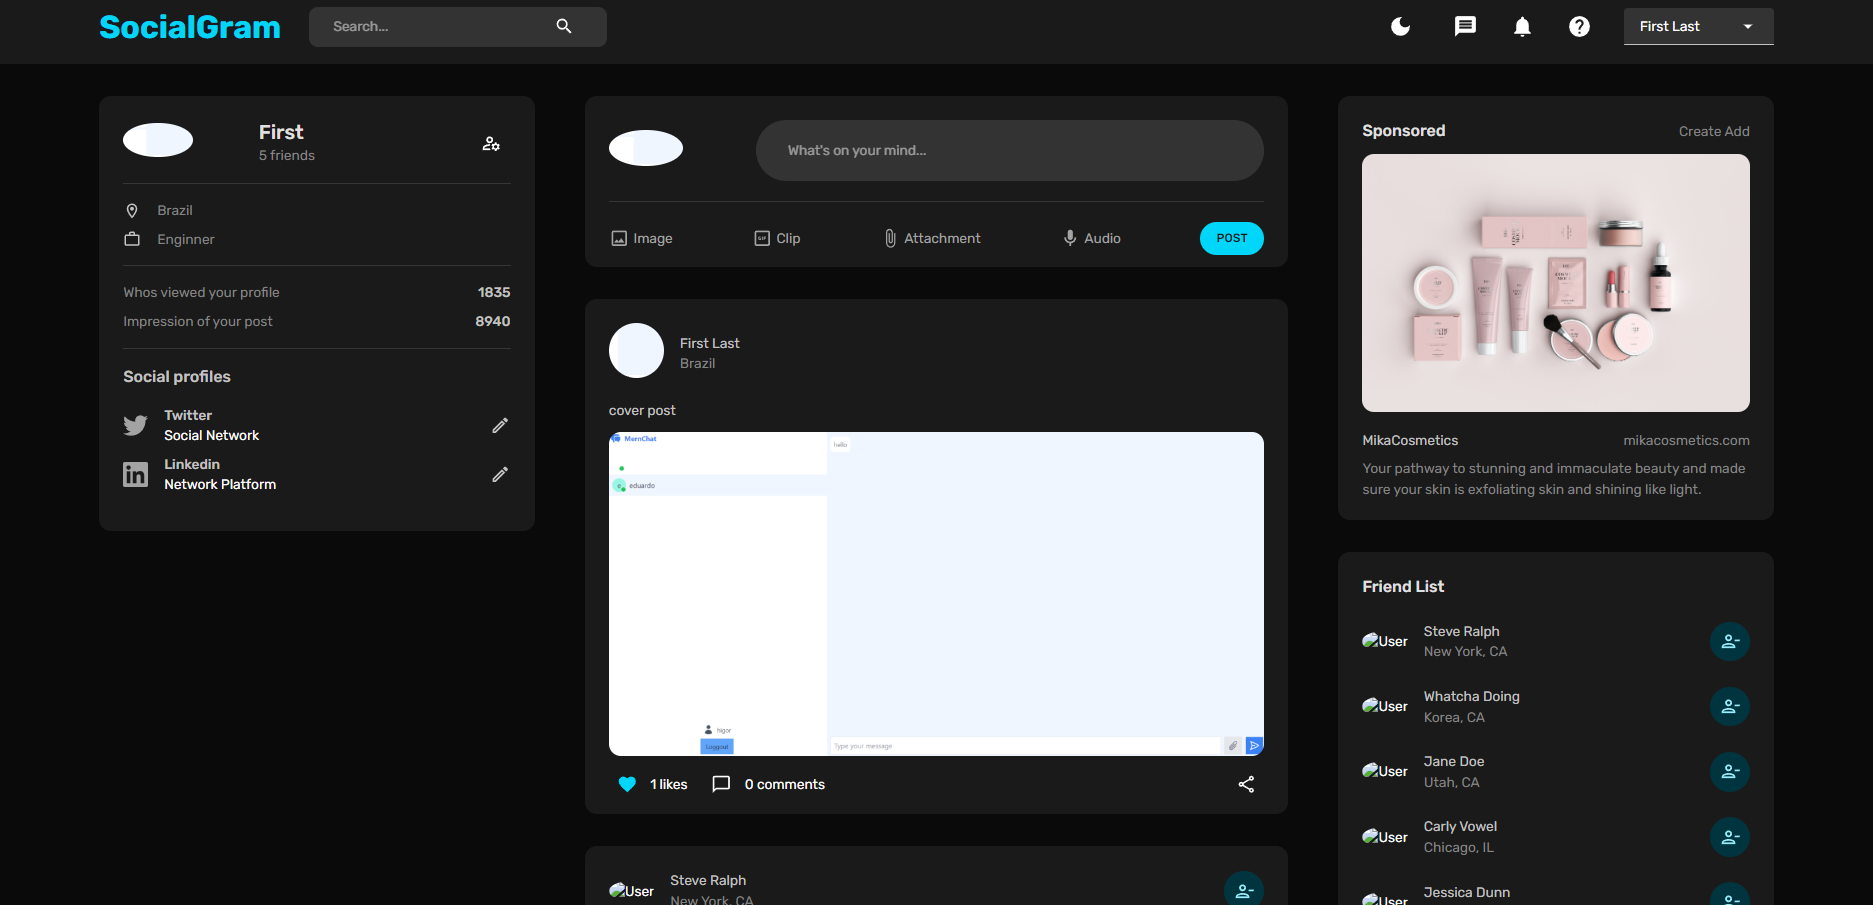 SocialGram
Search...
First Last
First
5 friends
Brazil
Enginner
Whos viewed your profile 1835
Impression of your post 8940
Social profiles
Twitter
Social Network
Linkedin
Network Platform
What's on your mind...
Image
GIF
Clip
Attachment
Audio
POST
First Last
Brazil
cover post
MernChat
hello
e
eduardo
higor
Loggout
Type your message
1 likes
0 comments
User
Steve Ralph
New York, CA
Sponsored
Create Add
MikaCosmetics
mikacosmetics.com
Your pathway to stunning and immaculate beauty and made
sure your skin is exfoliating skin and shining like light.
Friend List
User
Steve Ralph
New York, CA
User
Whatcha Doing
Korea, CA
User
Jane Doe
Utah, CA
User
Carly Vowel
Chicago, IL
User
Jessica Dunn